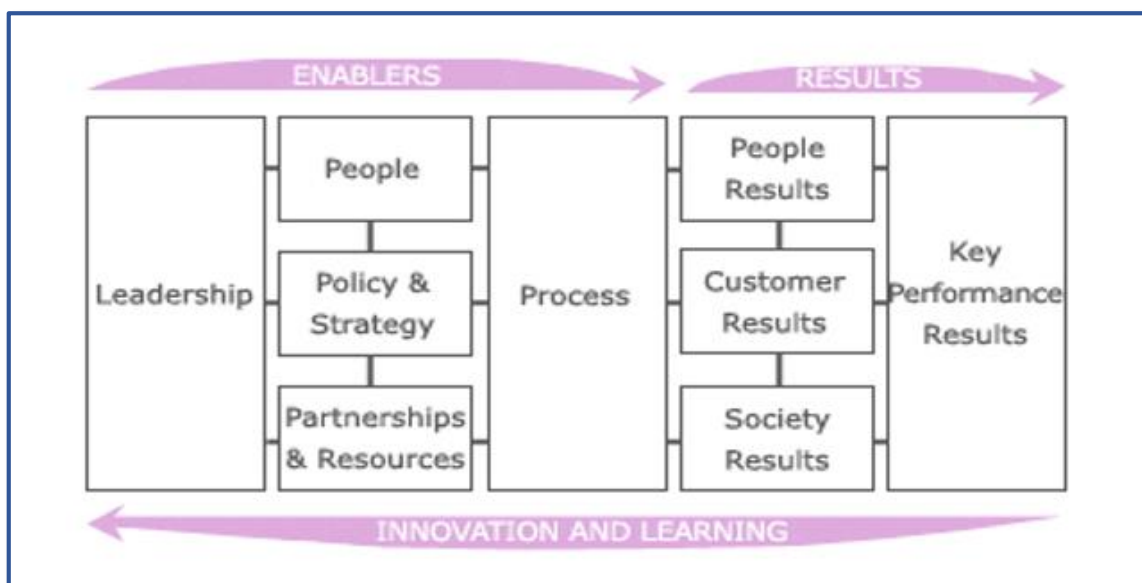 ENABLERS
RESULTS
Leadership
People
Policy &
Strategy
Partnerships
& Resources
Process
People
Results
Customer
Results
Society
Results
Key
Performance
Results
INNOVATION AND LEARNING